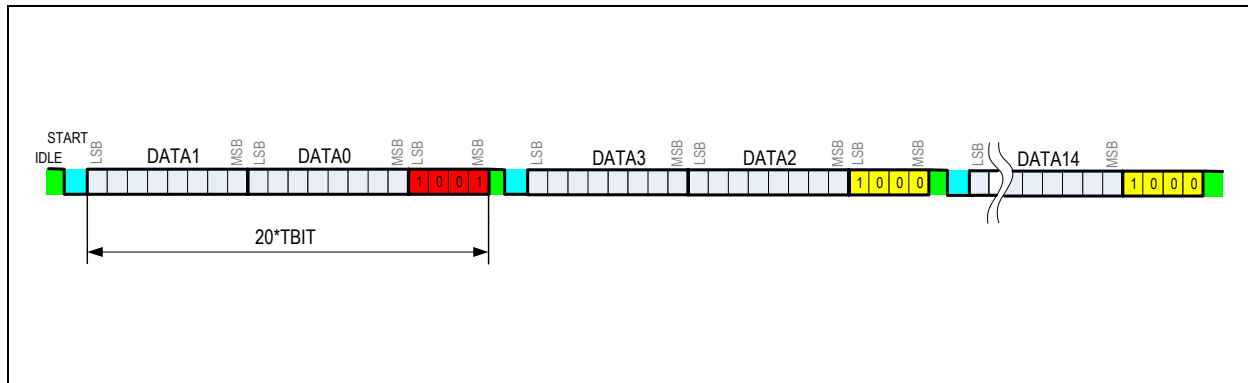 START
IDLE
LSB DATA1 MSB LSB DATA0 MSB LSB MSB LSB DATA3 MSB LSB DATA2 MSB LSB MSB LSB DATA14 MSB
1 0 0 1 1 0 0 0 1 0 0 0
20*TBIT